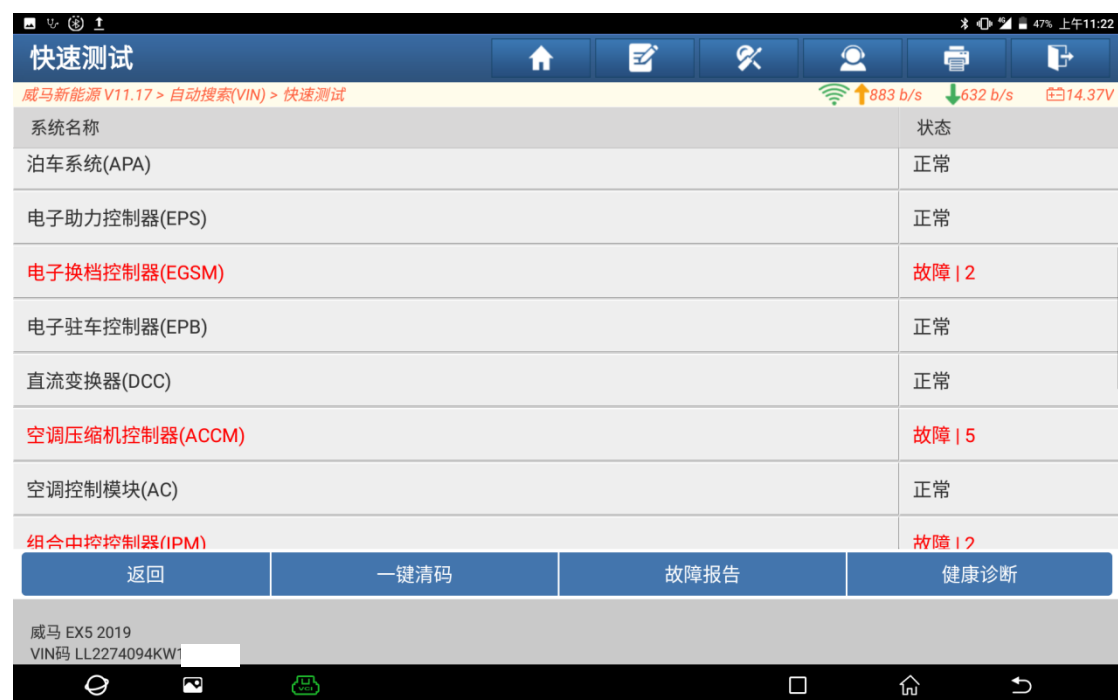 47% 上午11:22
快速测试
威马新能源 V11.17 > 自动搜索(VIN) > 快速测试 883 b/s 632 b/s 14.37V
系统名称 状态
泊车系统(APA) 正常
电子助力控制器(EPS) 正常
电子换档控制器(EGSM) 故障 | 2
电子驻车控制器(EPB) 正常
直流变换器(DCC) 正常
空调压缩机控制器(ACCM) 故障 | 5
空调控制模块(AC) 正常
组合中控控制器(IPM) 故障 | 2
返回 一键清码 故障报告 健康诊断
威马 EX5 2019
VIN码 LL2274094KW1
VCI